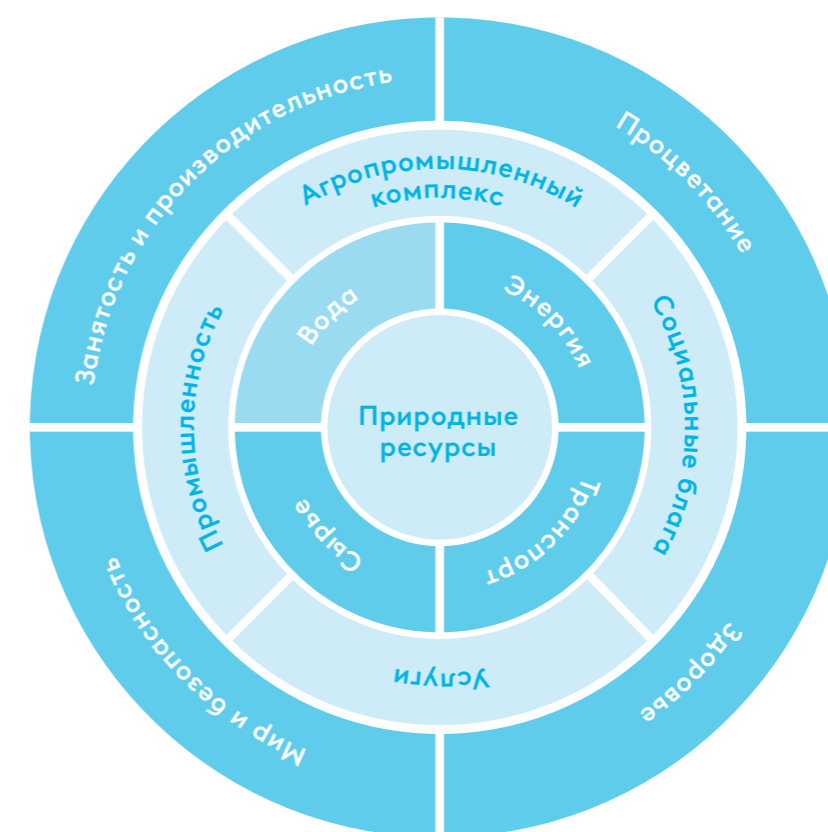 Занятость и производительность
Процветание
Агропромышленный
комплекс
Вода
Энергия
Промышленность
Социальные блага
Природные
ресурсы
Сырье
Транспорт
Услуги
Мир и безопасность
Здоровье